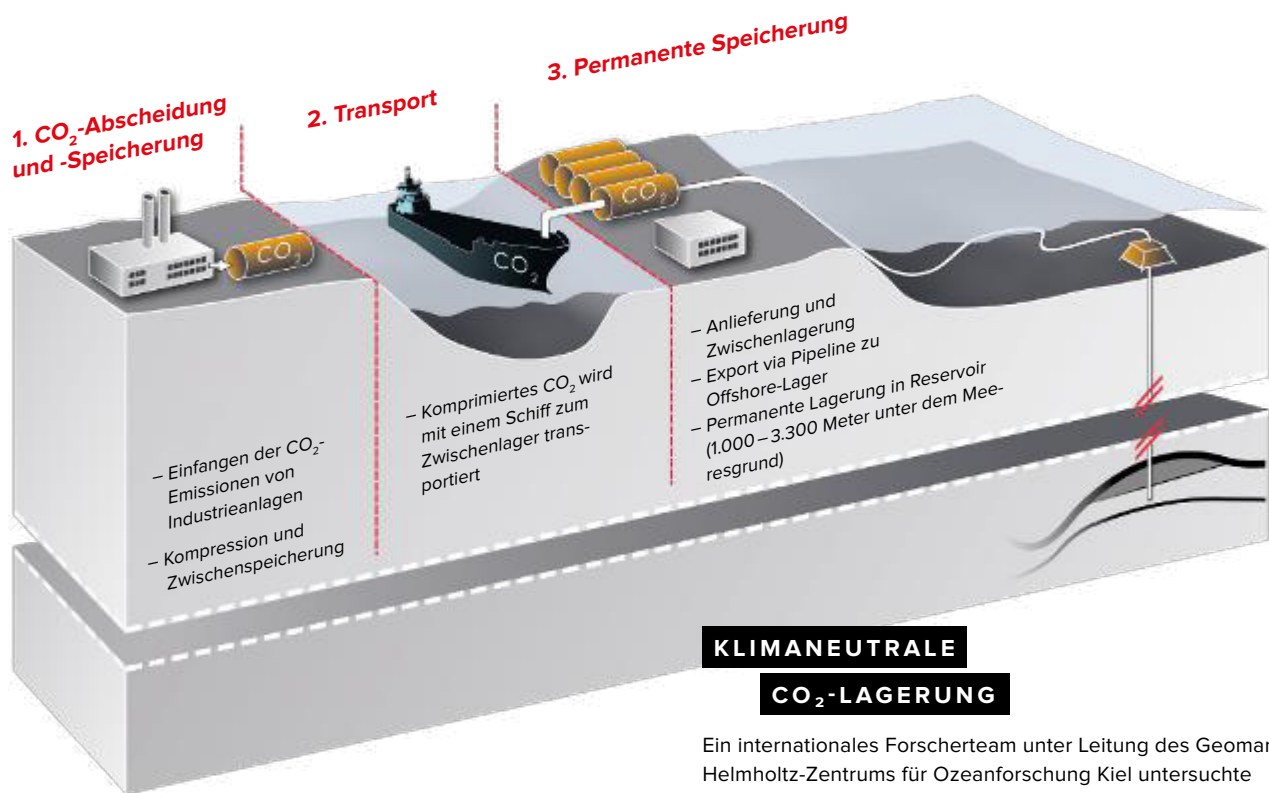 1. CO₂-Abscheidung
und -Speicherung
2. Transport
3. Permanente Speicherung
CO₂
CO₂
CO₂
– Einfangen der CO₂-
Emissionen von
Industrieanlagen
– Kompression und
Zwischenspeicherung
– Komprimiertes CO₂ wird
mit einem Schiff zum
Zwischenlager trans-
portiert
– Anlieferung und
Zwischenlagerung
– Export via Pipeline zu
Offshore-Lager
– Permanente Lagerung in Reservoir
(1.000 – 3.300 Meter unter dem Mee-
resgrund)
KLIMANEUTRALE
CO₂-LAGERUNG
Ein internationales Forscherteam unter Leitung des Geomar
Helmholtz-Zentrums für Ozeanforschung Kiel untersuchte